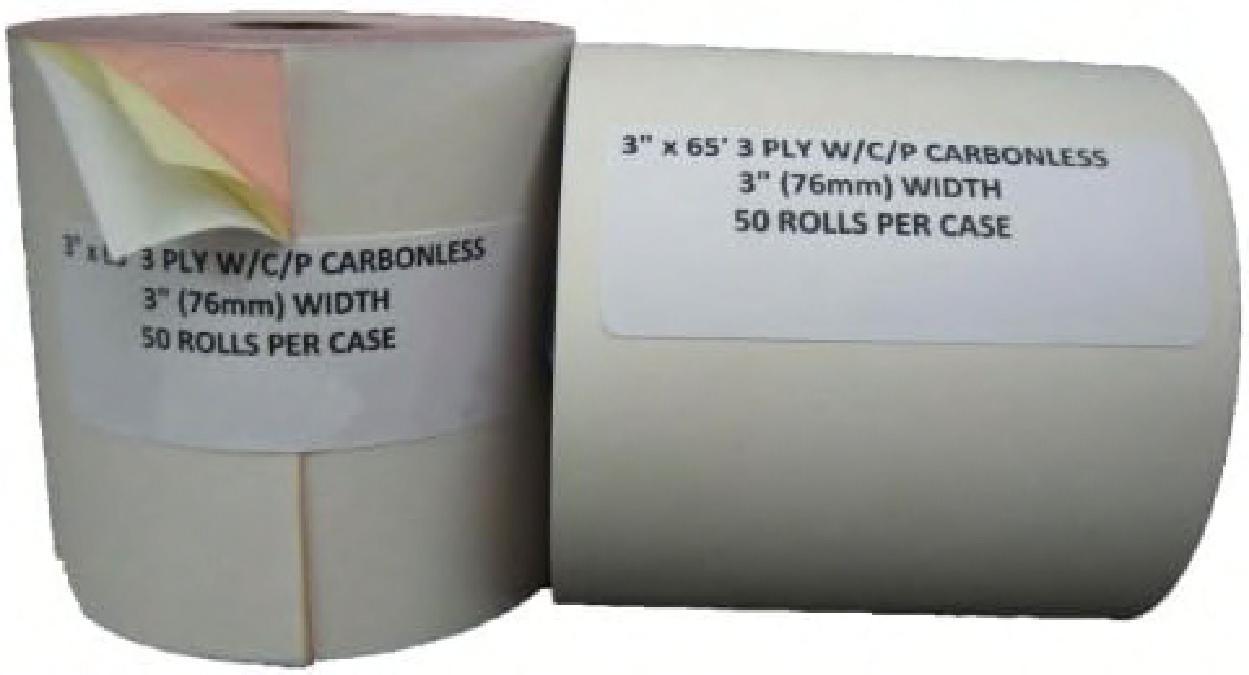 3" x 3 PLY W/C/P CARBONLESS
3" (76mm) WIDTH
50 ROLLS PER CASE
3" x 65' 3 PLY W/C/P CARBONLESS
3" (76mm) WIDTH
50 ROLLS PER CASE